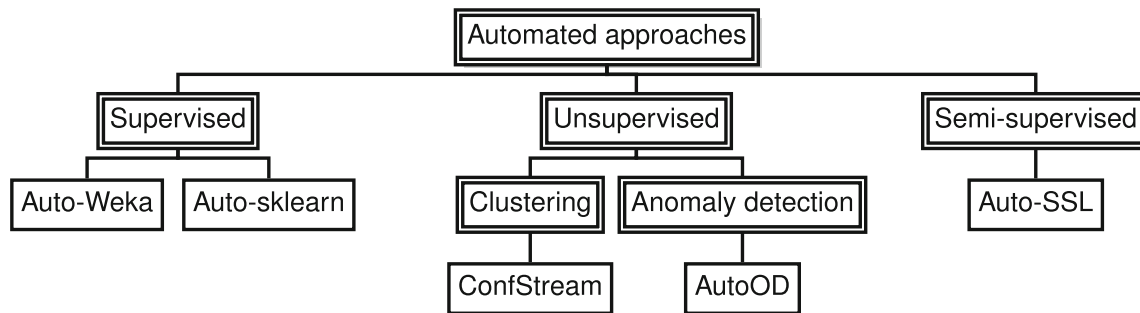 Automated approaches
Supervised
Unsupervised
Semi-supervised
Auto-Weka
Auto-sklearn
Clustering
Anomaly detection
Auto-SSL
ConfStream
AutoOD